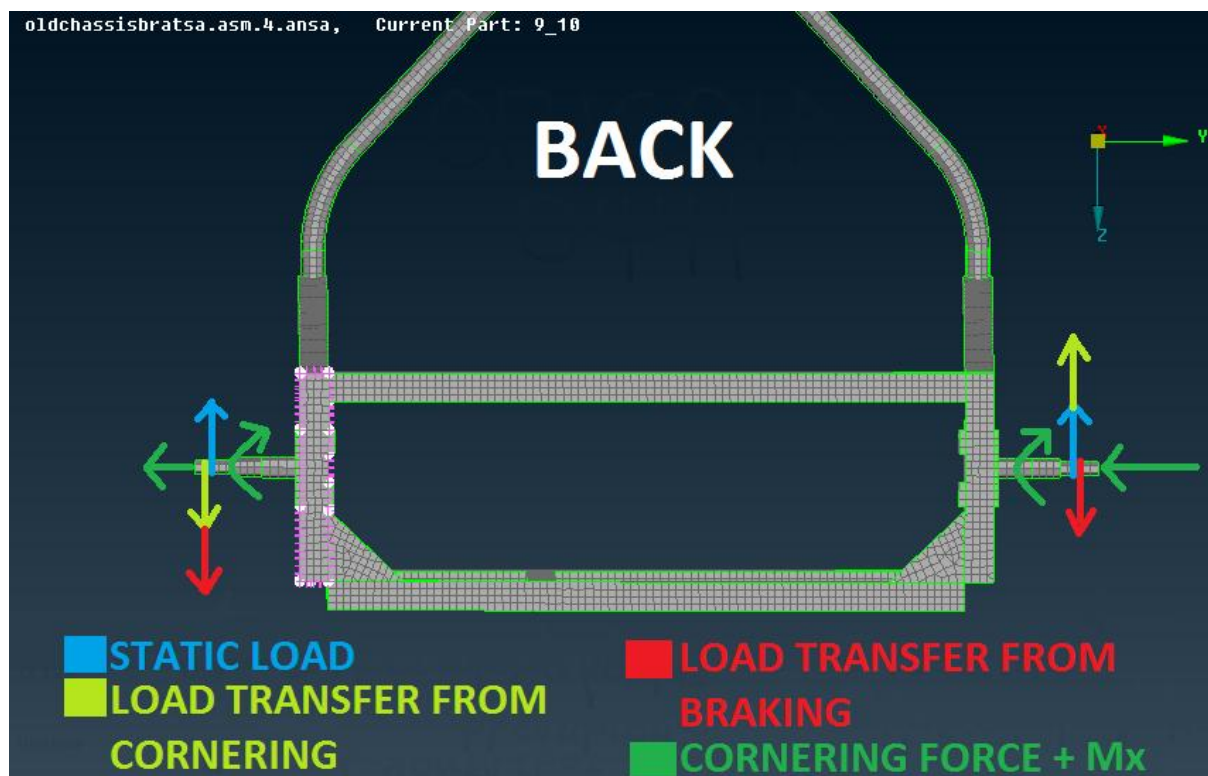 oldchassisbratsa.asm.4.ansa,   Current Part: 9_10
BACK
X
Y
Z
STATIC LOAD
LOAD TRANSFER FROM
CORNERING
LOAD TRANSFER FROM
BRAKING
CORNERING FORCE + Mx